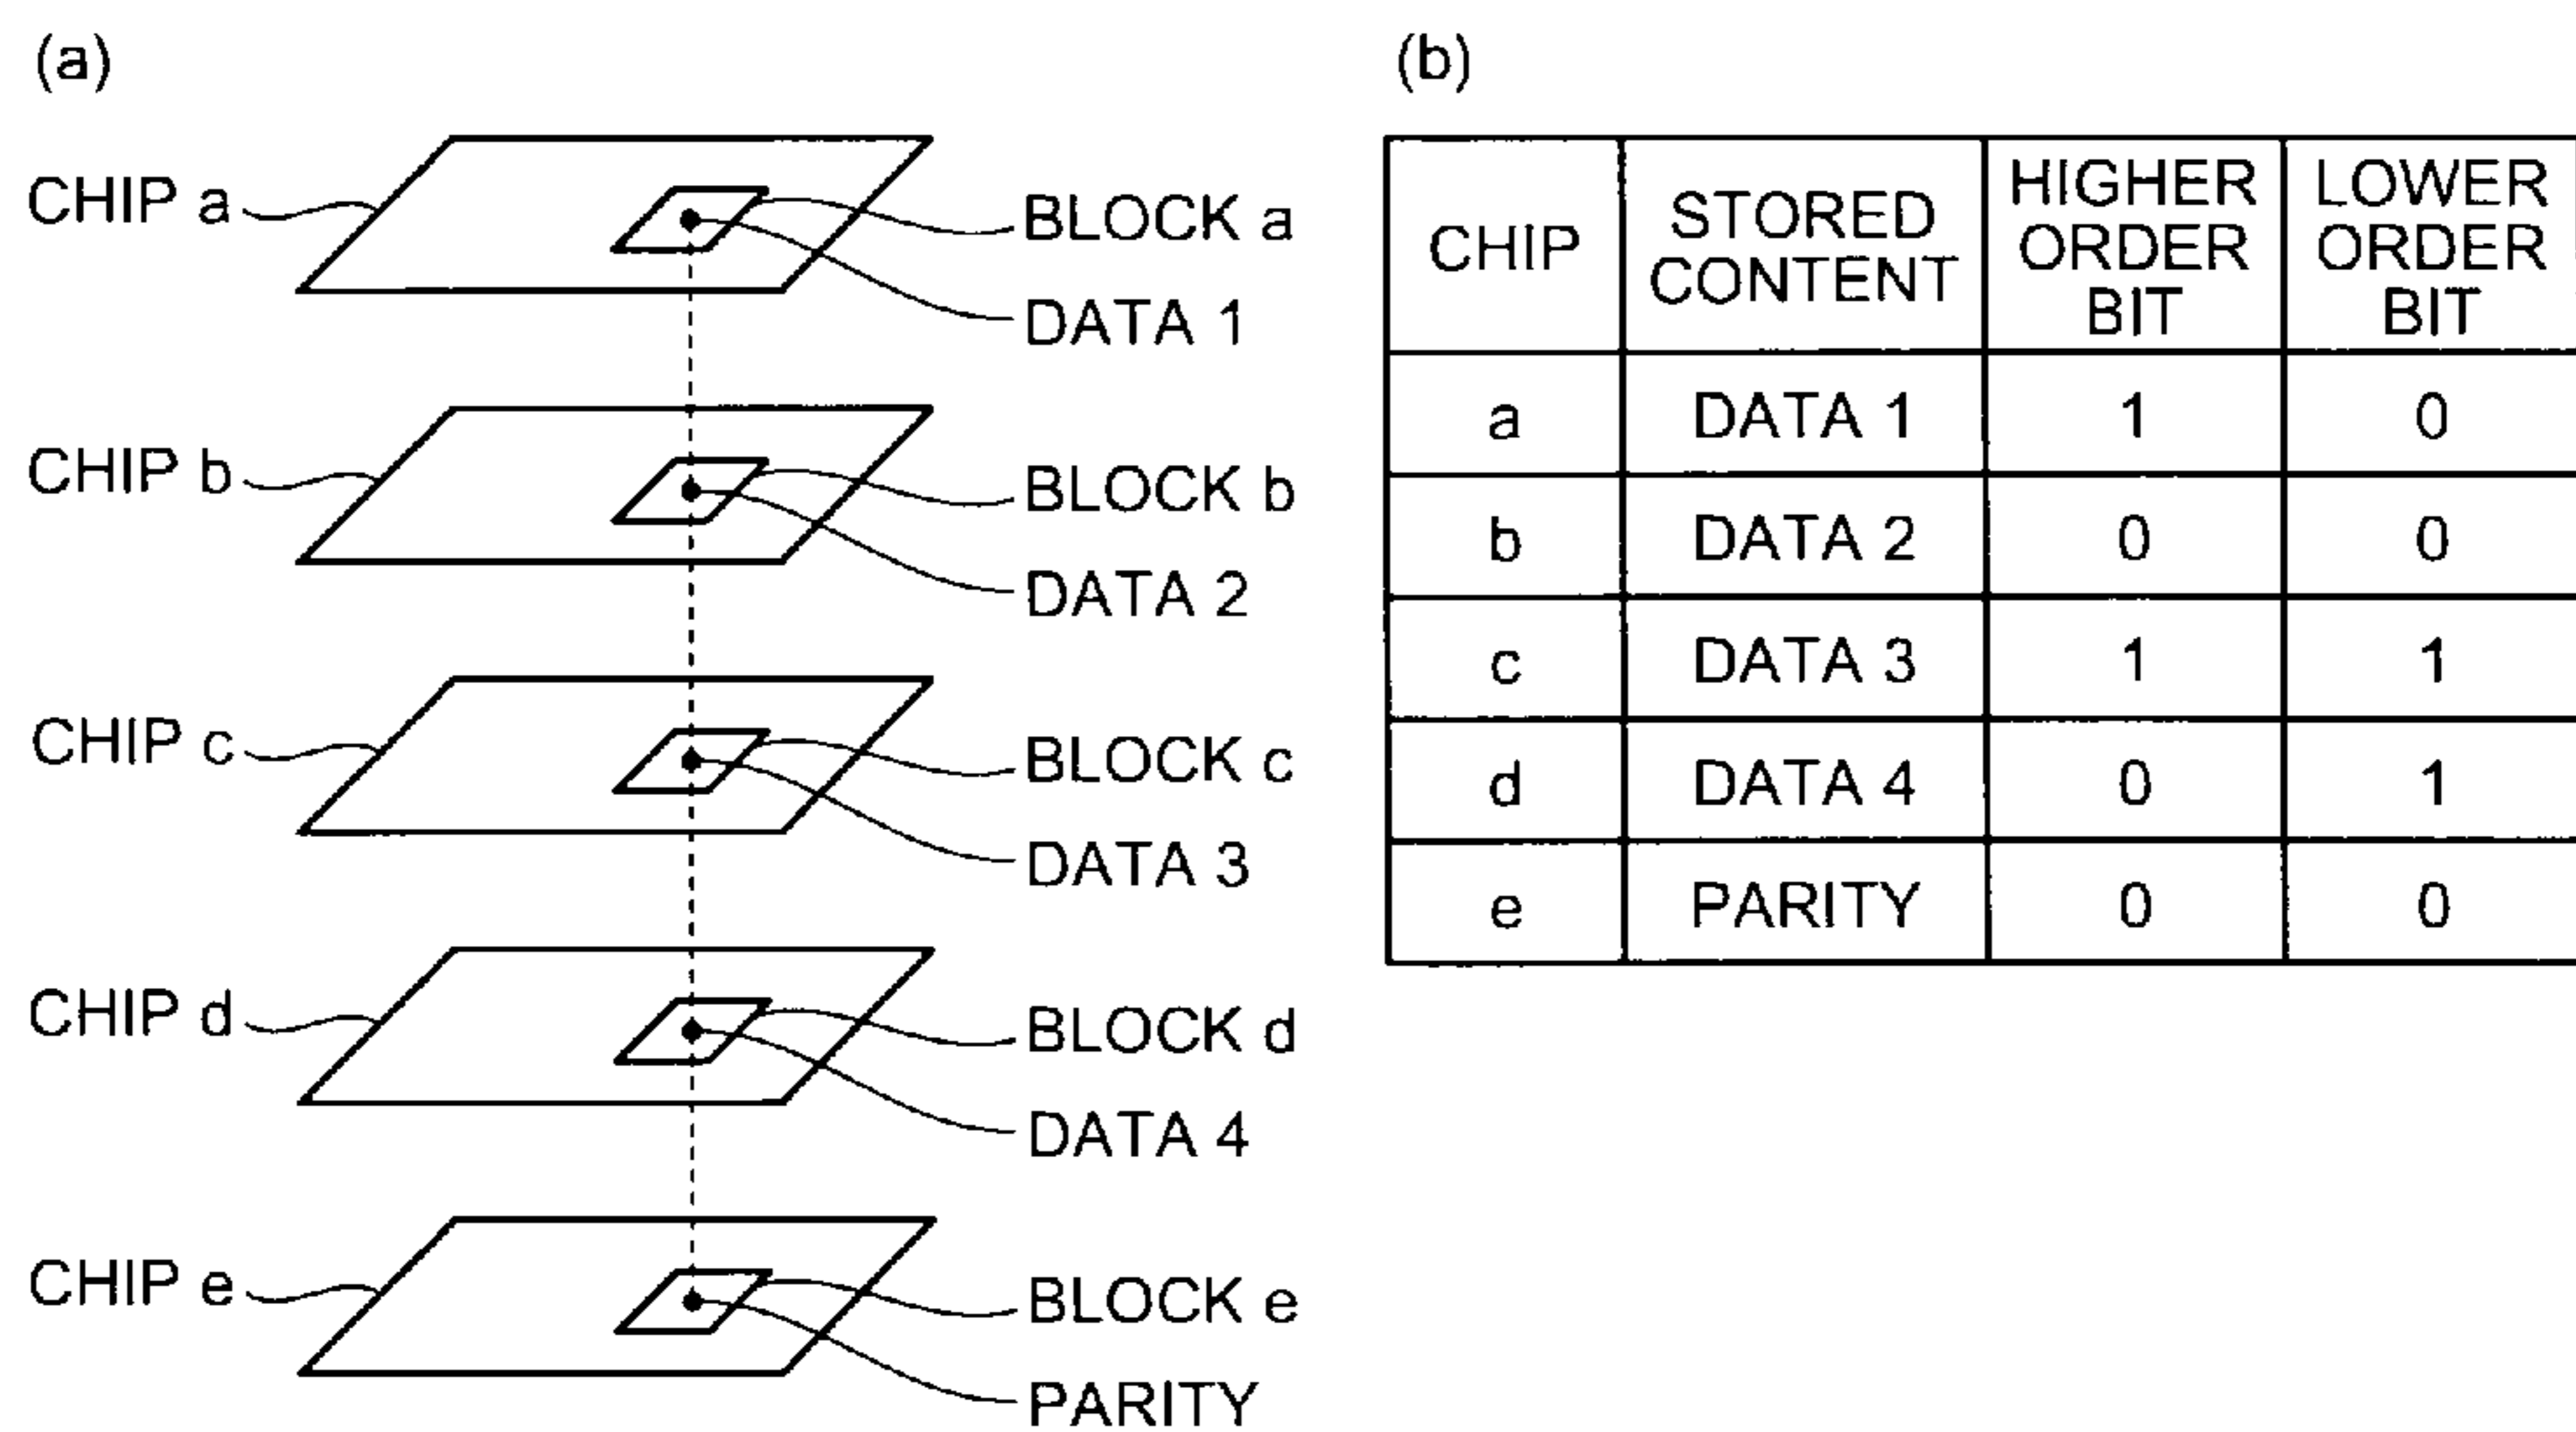 (a)
CHIP a
BLOCK a
DATA 1
CHIP b
BLOCK b
DATA 2
CHIP c
BLOCK c
DATA 3
CHIP d
BLOCK d
DATA 4
CHIP e
BLOCK e
PARITY
(b)
CHIP STORED CONTENT HIGHER ORDER BIT LOWER ORDER BIT
a DATA 1 1 0
b DATA 2 0 0
c DATA 3 1 1
d DATA 4 0 1
e PARITY 0 0